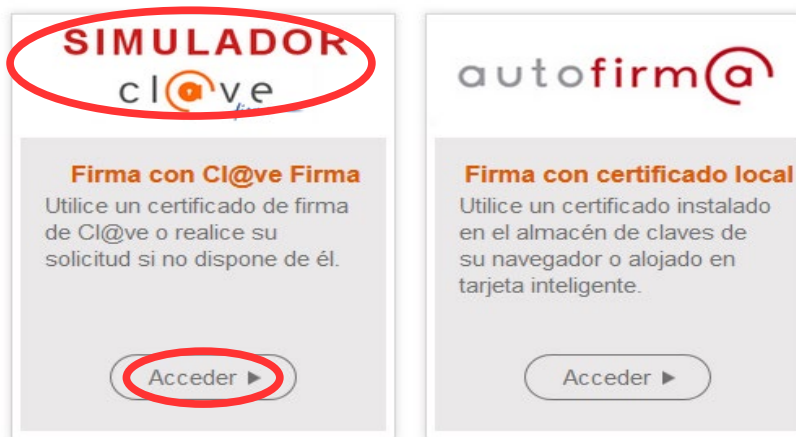 SIMULADOR
cl@ve
Firma con Cl@ve Firma
Utilice un certificado de firma
de Cl@ve o realice su
solicitud si no dispone de él.
Acceder ►
autofirm@
Firma con certificado local
Utilice un certificado instalado
en el almacén de claves de
su navegador o alojado en
tarjeta inteligente.
Acceder ►